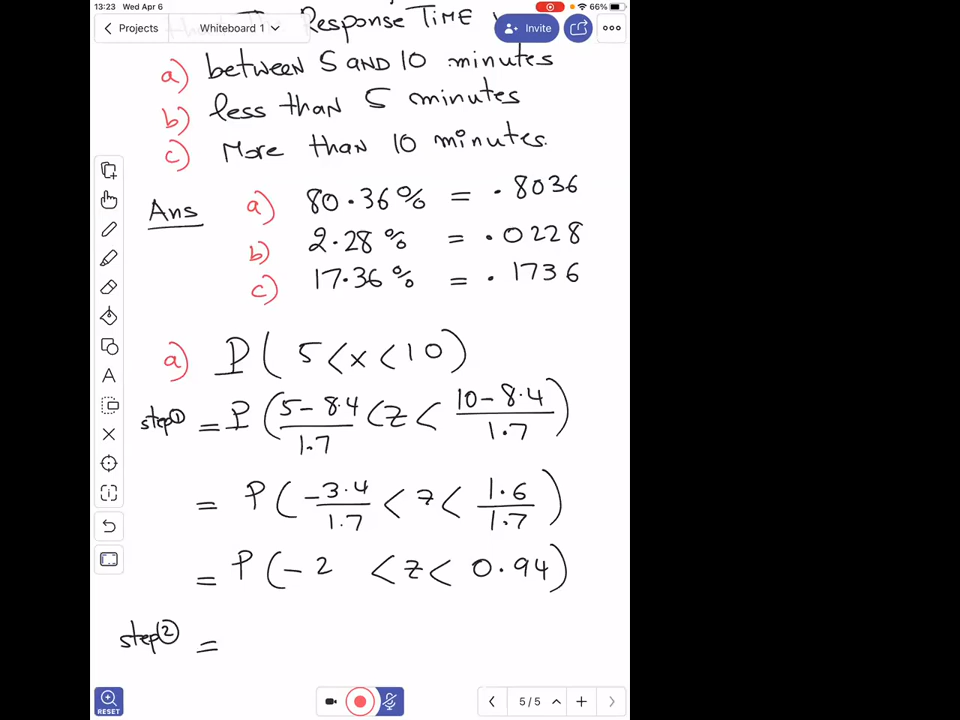 13:23 Wed Apr 6
66%
Projects
Whiteboard 1
Invite
The Response TIME
a) between 5 AND 10 minutes
b) less than 5 minutes
c) More than 10 minutes.
Ans a) 80.36% = .8036
b) 2.28% = .0228
c) 17.36% = .1736
a) P(5 < x < 10)
step① = P((5-8.4)/1.7 < z < (10-8.4)/1.7)
= P(-3.4/1.7 < z < 1.6/1.7)
= P(-2 < z < 0.94)
step② =
RESET
5/5